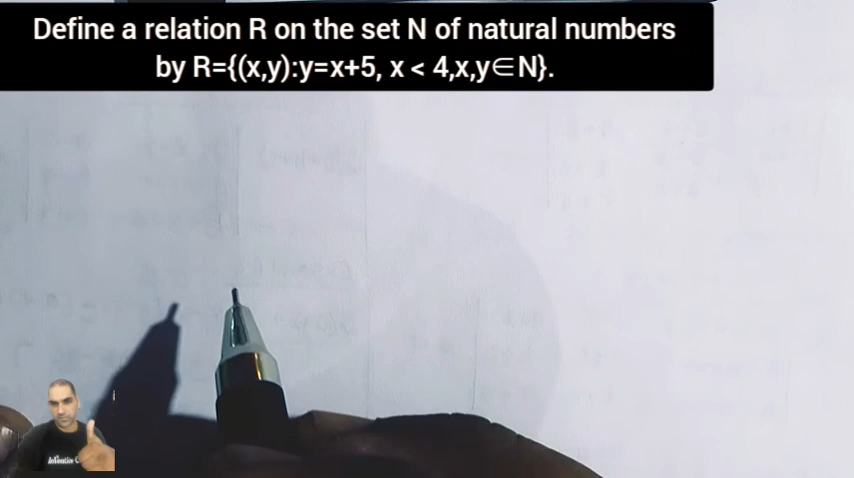 Define a relation R on the set N of natural numbers
by R={(x,y):y=x+5, x < 4,x,y∈N}.